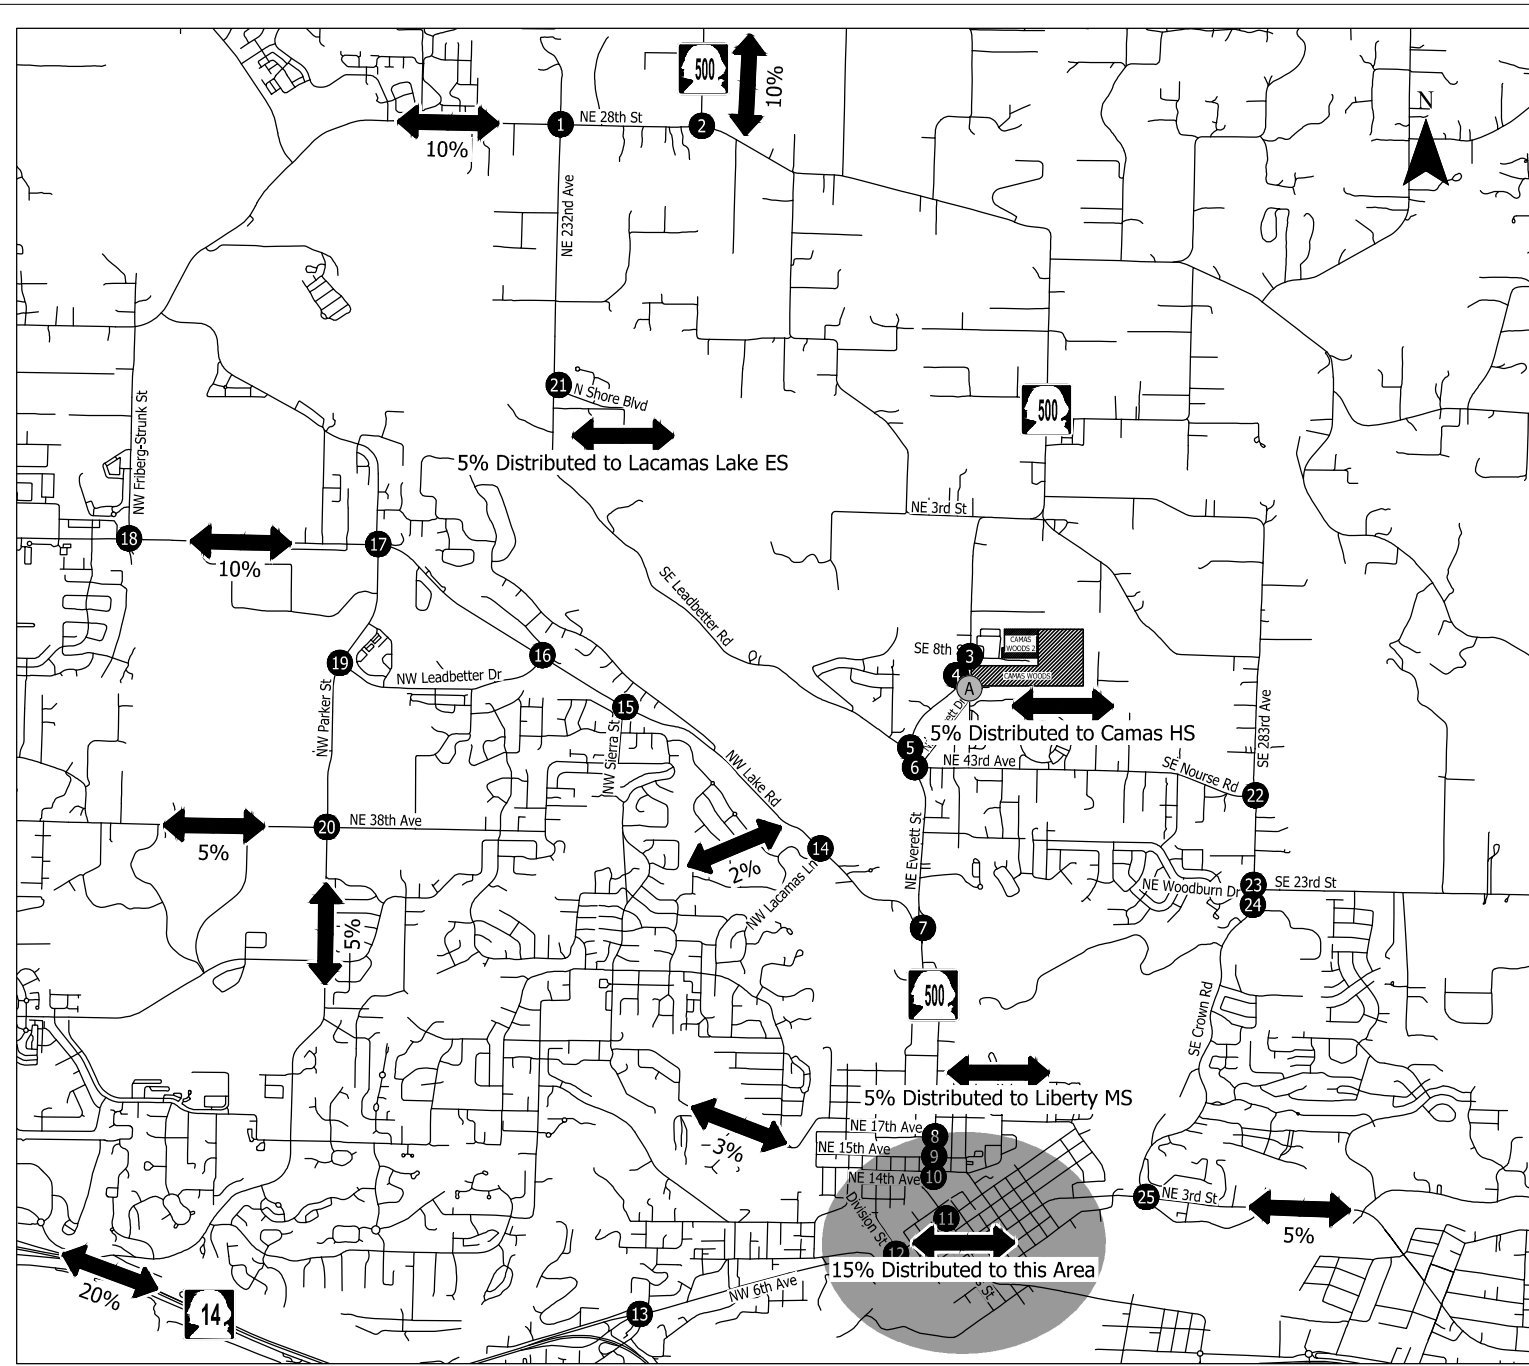 500
10%
N
1
NE 28th St
2
10%
NE 232nd Ave
21
N Shore Blvd
500
5% Distributed to Lacamas Lake ES
NW Friberg-Strunk St
NE 3rd St
18
17
10%
SE Leadbetter Rd
CAMAS
WOODS 2
SE 8th S
3
16
19
NW Leadbetter Dr
4
CAMAS WOODS
A
15
NW Parker St
NW Sierra St
5% Distributed to Camas HS
5
6
NE 43rd Ave
SE Nourse Rd
SE 283rd Ave
22
NW Lake Rd
20
NE 38th Ave
5%
14
2%
NE Everett St
NW Lacamas Ln
NE Woodburn Dr
23
SE 23rd St
24
5%
7
500
SE Crown Rd
5% Distributed to Liberty MS
NE 17th Ave
8
NE 15th Ave
9
3%
NE 14th Ave
10
Division St
25
NE 3rd St
11
5%
12
15% Distributed to this Area
St
NW 6th Ave
20%
14
13